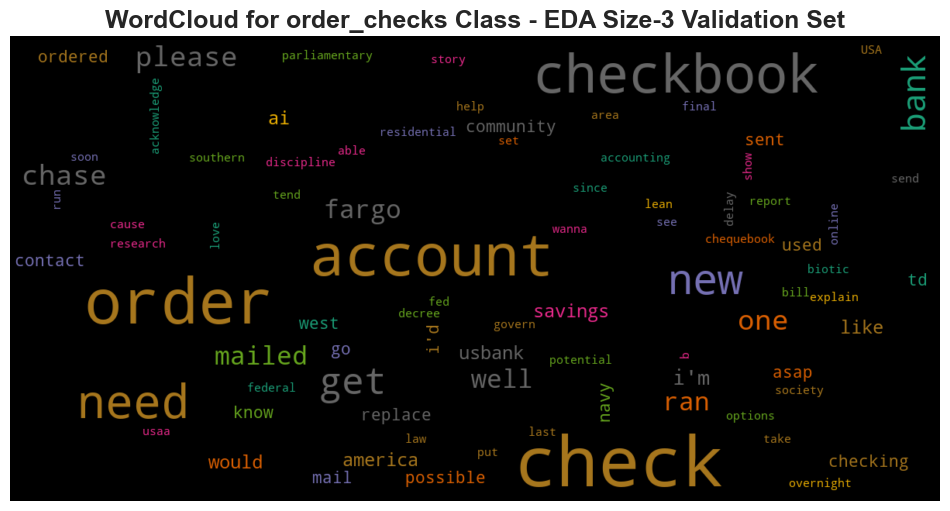 WordCloud for order_checks Class - EDA Size-3 Validation Set
ordered
please
parliamentary
story
checkbook
USA
bank
acknowledge
ai
help
final
area
residential
community
set
sent
soon
southern
discipline
able
accounting
show
chase
send
run
tend
since
fargo
lean
delay
report
love
see
online
cause
wanna
chequebook
research
used
contact
account
new
biotic
td
order
bill
explain
fed
decree
savings
west
i'd
govern
one
like
go
mailed
usbank
potential
b
need
federal
get
well
navy
i'm
asap
society
ran
know
replace
options
usaa
law
last
take
would
america
put
check
checking
mail
possible
overnight